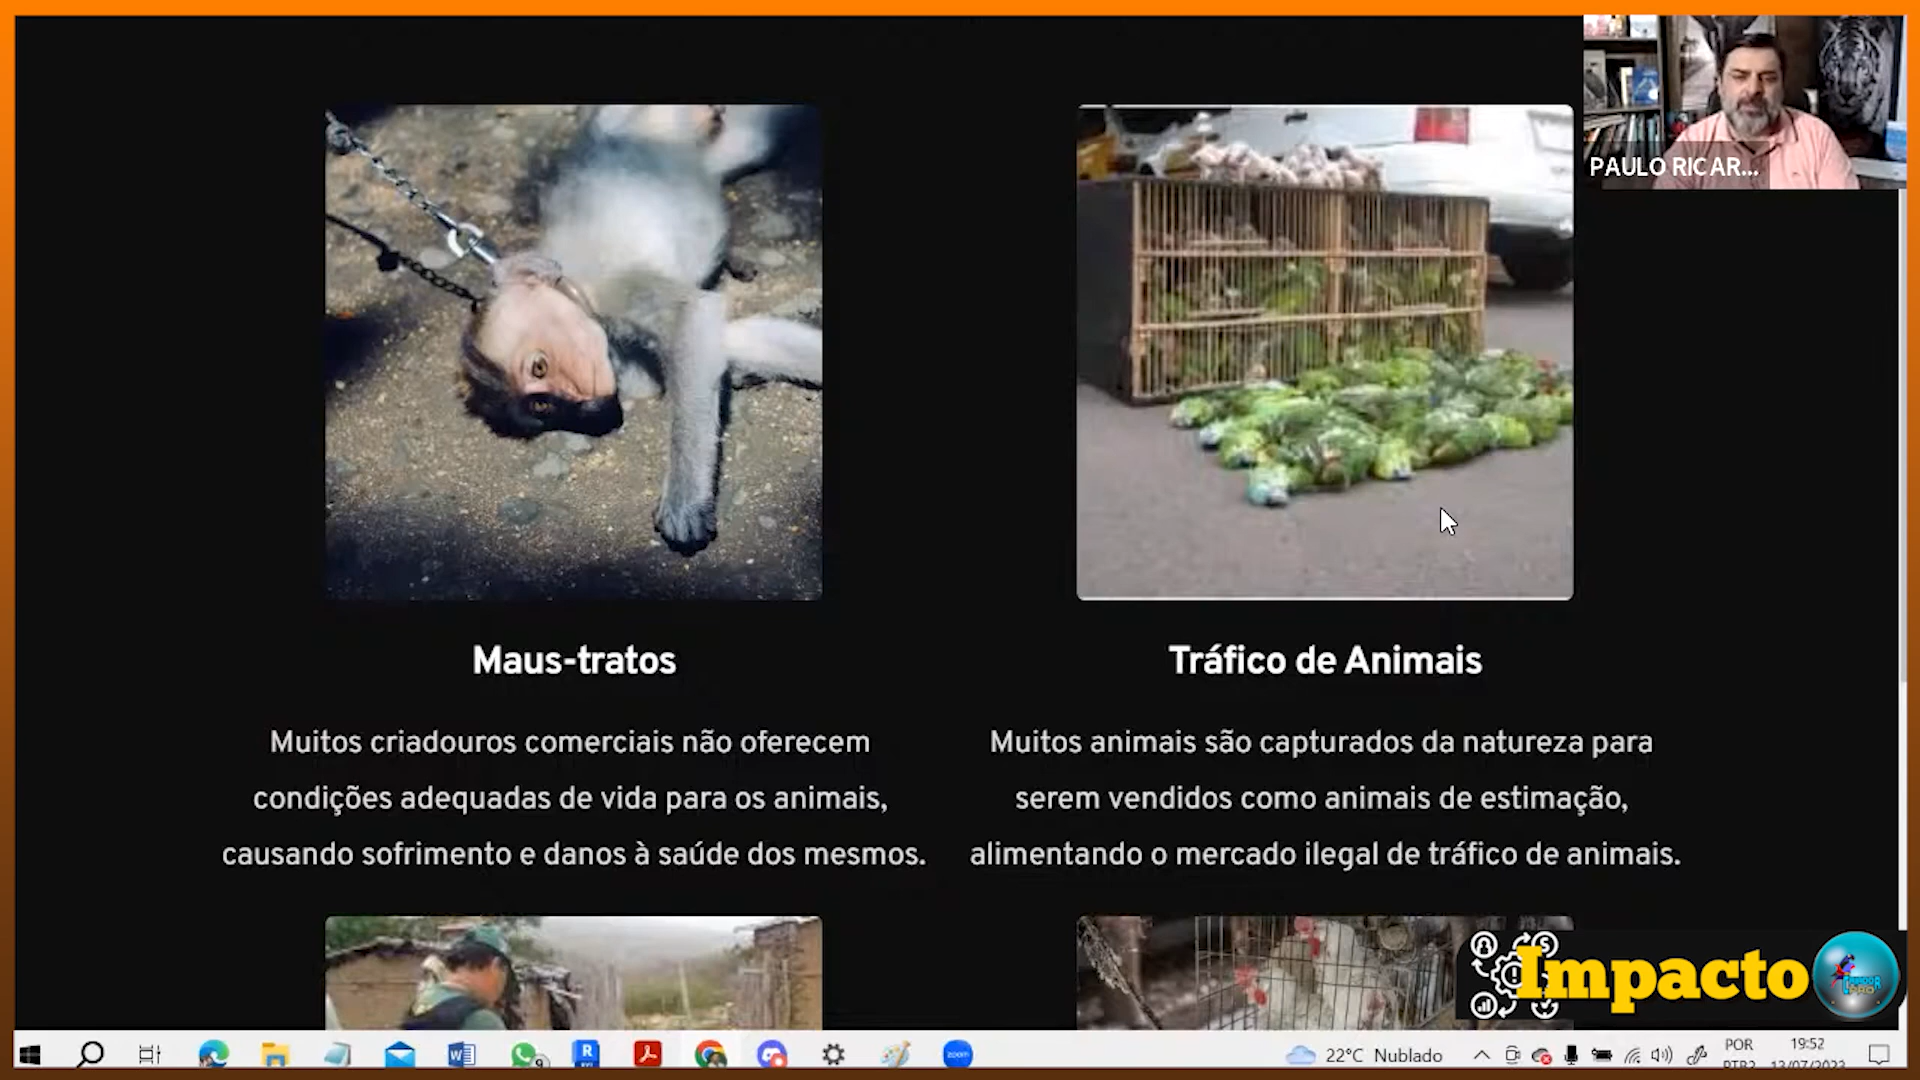 PAULO RICAR...
Maus-tratos
Muitos criadouros comerciais não oferecem
condições adequadas de vida para os animais,
causando sofrimento e danos à saúde dos mesmos.
Tráfico de Animais
Muitos animais são capturados da natureza para
serem vendidos como animais de estimação,
alimentando o mercado ilegal de tráfico de animais.
Impacto
22°C Nublado
POR
19:52
zoom